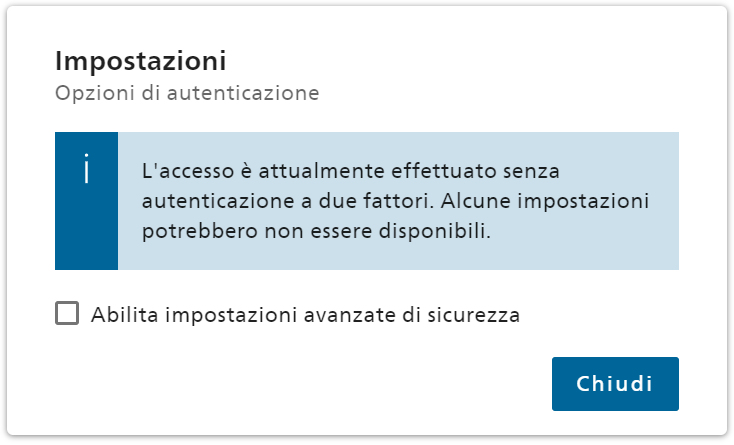 Impostazioni
Opzioni di autenticazione
L'accesso è attualmente effettuato senza
autenticazione a due fattori. Alcune impostazioni
potrebbero non essere disponibili.
Abilita impostazioni avanzate di sicurezza
Chiudi